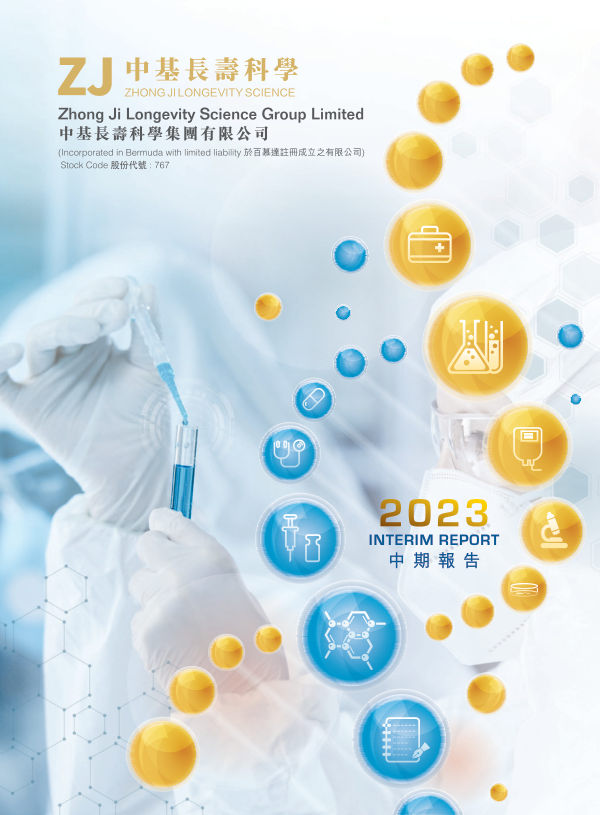 ZJ 中基長壽科學
ZHONG JI LONGEVITY SCIENCE
Zhong Ji Longevity Science Group Limited
中基長壽科學集團有限公司
(Incorporated in Bermuda with limited liability 於百慕達註冊成立之有限公司)
Stock Code 股份代號 : 767
2023
INTERIM REPORT
中期報告